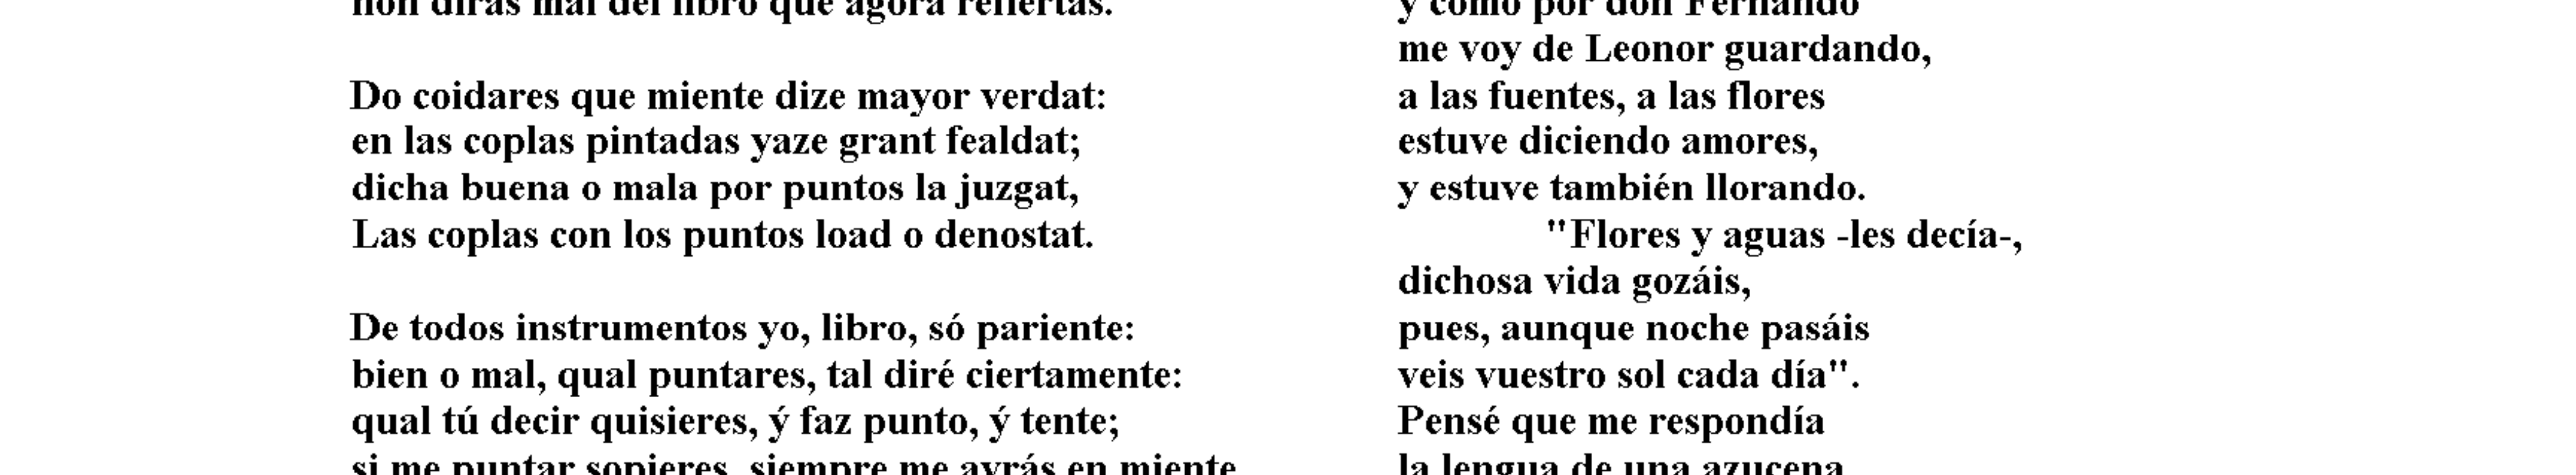 non dirás mal del libro que agora refiertas.
Do coidares que miente dize mayor verdat:
en las coplas pintadas yaze grant fealdat;
dicha buena o mala por puntos la juzgat,
Las coplas con los puntos load o denostat.
De todos instrumentos yo, libro, só pariente:
bien o mal, qual puntares, tal diré ciertamente:
qual tú decir quisieres, ý faz punto, ý tente;
si me puntar sopieres, siempre me avrás en miente
y como por don Fernando
me voy de Leonor guardando,
a las fuentes, a las flores
estuve diciendo amores,
y estuve también llorando.
"Flores y aguas -les decía-,
dichosa vida gozáis,
pues, aunque noche pasáis
veis vuestro sol cada día".
Pensé que me respondía
la lengua de una azucena